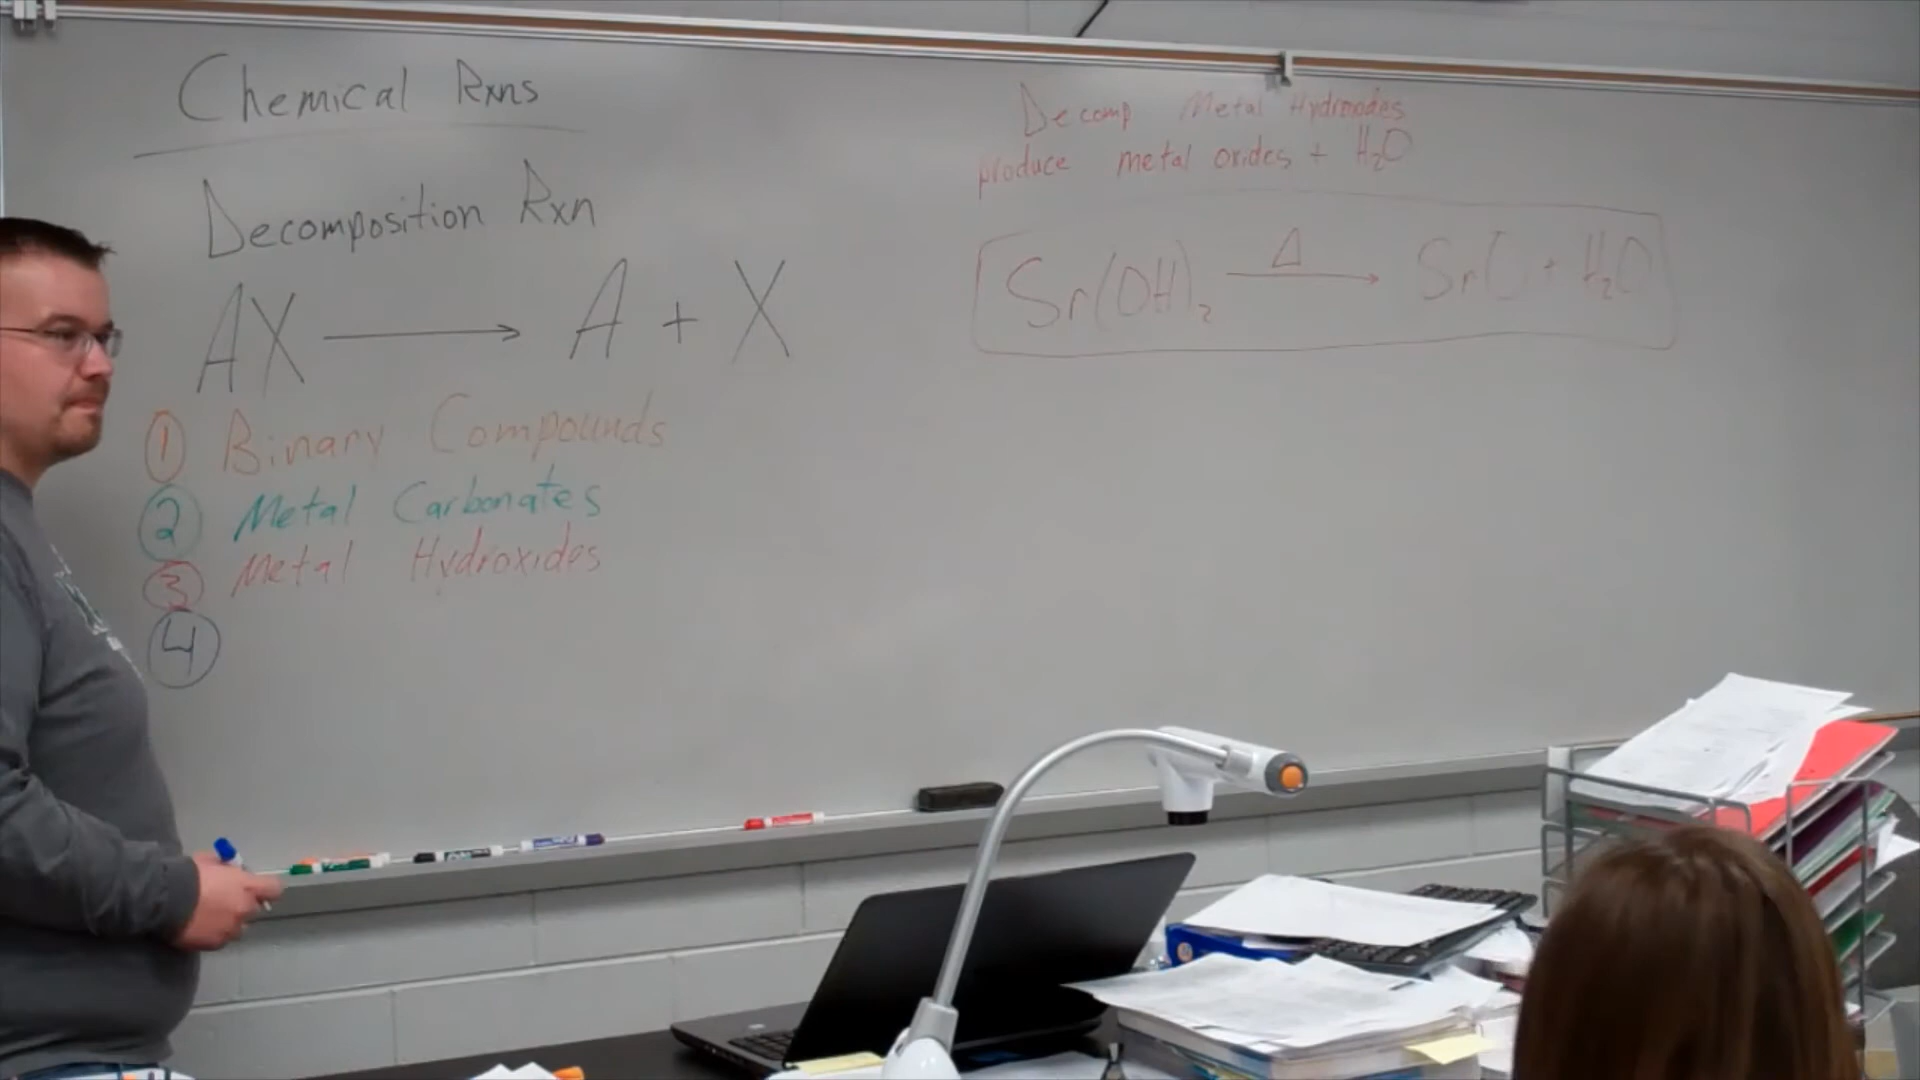 Chemical Rxns
Decomposition Rxn
AX → A + X
① Binary Compounds
② Metal Carbonates
③ Metal Hydroxides
④
Decomp Metal Hydroxides
produce metal oxides + H₂O
Sr(OH)₂ Δ→ SrO + H₂O